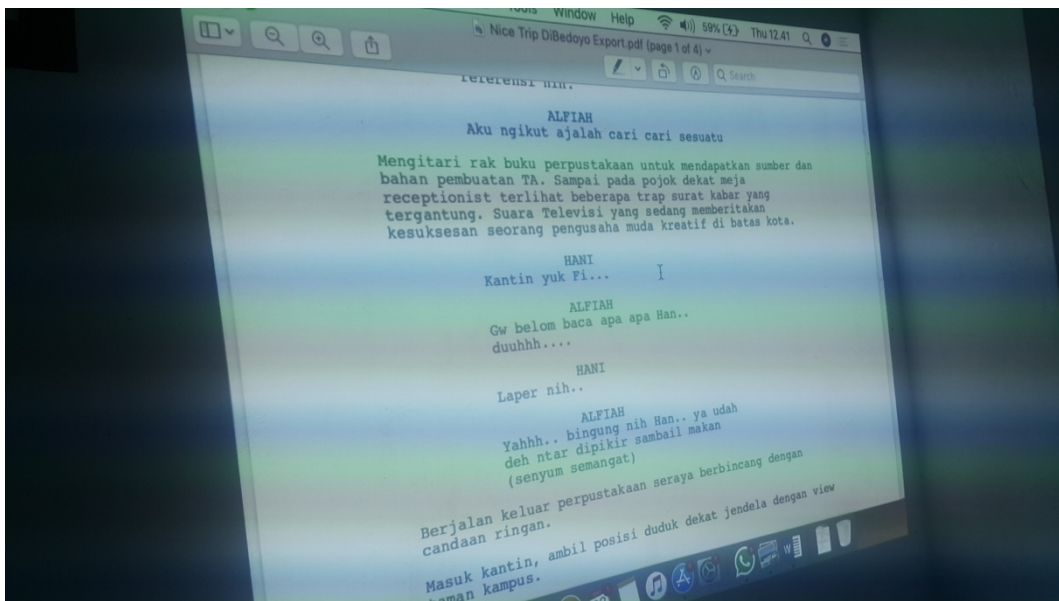 Tools Window Help 59% Thu 12.41
Nice Trip DiBedoyo Export.pdf (page 1 of 4)
Search
referensi nih.
ALFIAH
Aku ngikut ajalah cari cari sesuatu
Mengitari rak buku perpustakaan untuk mendapatkan sumber dan
bahan pembuatan TA. Sampai pada pojok dekat meja
receptionist terlihat beberapa trap surat kabar yang
tergantung. Suara Televisi yang sedang memberitakan
kesuksesan seorang pengusaha muda kreatif di batas kota.
HANI
Kantin yuk Fi...
ALFIAH
Gw belom baca apa apa Han..
duuhhh....
HANI
Laper nih..
ALFIAH
Yahhh.. bingung nih Han.. ya udah
deh ntar dipikir sambail makan
(senyum semangat)
Berjalan keluar perpustakaan seraya berbincang dengan
candaan ringan.
Masuk kantin, ambil posisi duduk dekat jendela dengan view
taman kampus.
W